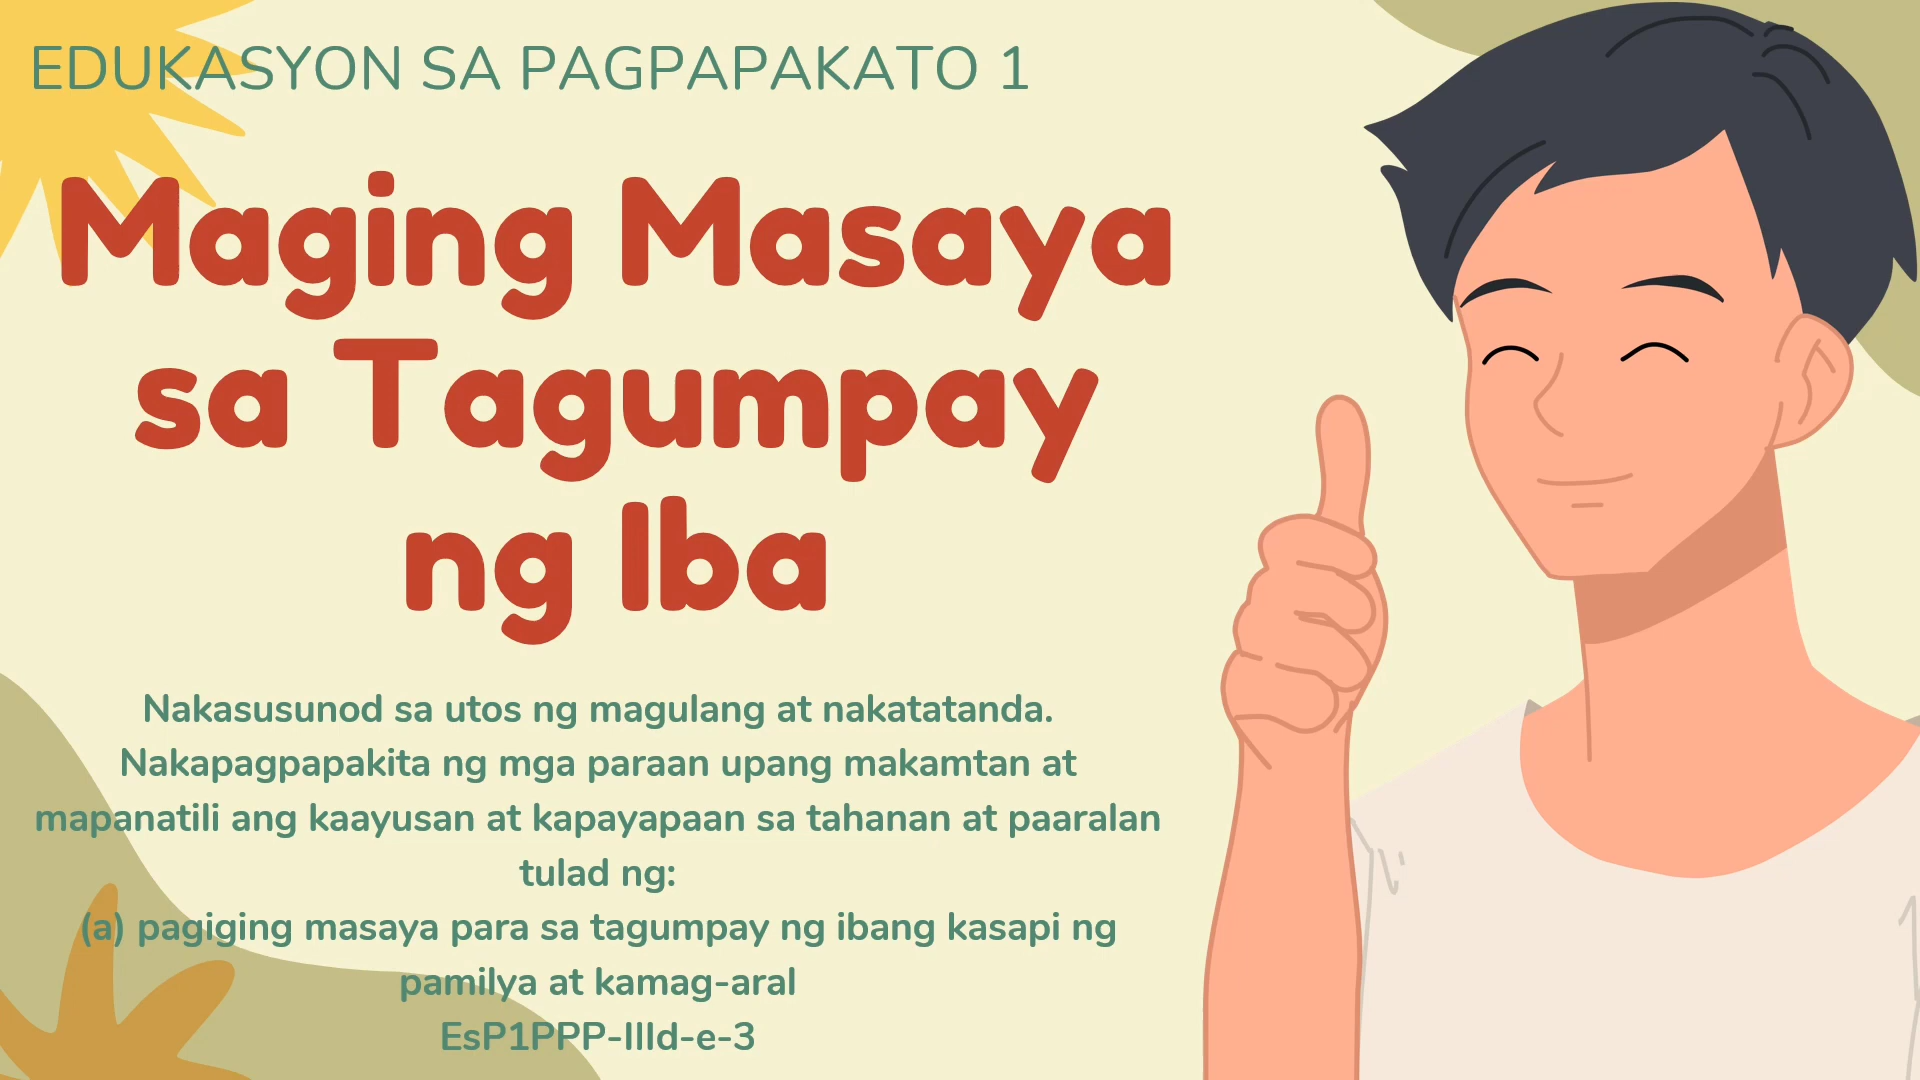 EDUKASYON SA PAGPAPAKATO 1
Maging Masaya
sa Tagumpay
ng Iba
Nakasusunod sa utos ng magulang at nakatatanda.
Nakapagpapakita ng mga paraan upang makamtan at
mapanatili ang kaayusan at kapayapaan sa tahanan at paaralan
tulad ng:
(a) pagiging masaya para sa tagumpay ng ibang kasapi ng
pamilya at kamag-aral
EsP1PPP-IIId-e-3